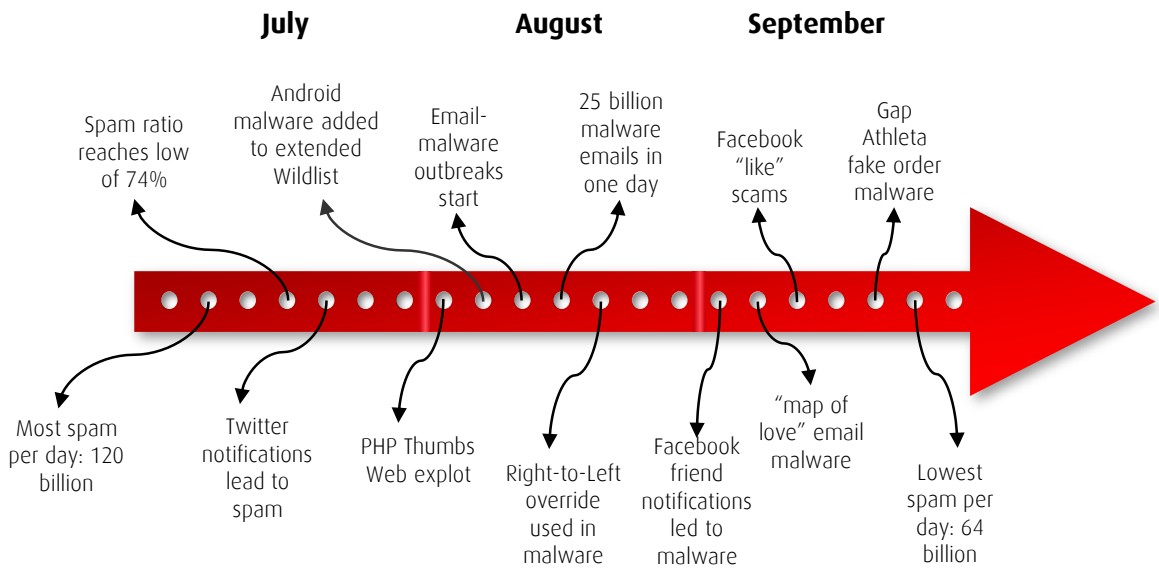 July
August
September
Spam ratio
reaches low
of 74%
Android
malware added
to extended
Wildlist
Email-
malware
outbreaks
start
25 billion
malware
emails in
one day
Facebook
“like”
scams
Gap
Athleta
fake order
malware
Most spam
per day: 120
billion
Twitter
notifications
lead to
spam
PHP Thumbs
Web explot
Right-to-Left
override
used in
malware
Facebook
friend
notifications
led to
malware
“map of
love” email
malware
Lowest
spam per
day: 64
billion